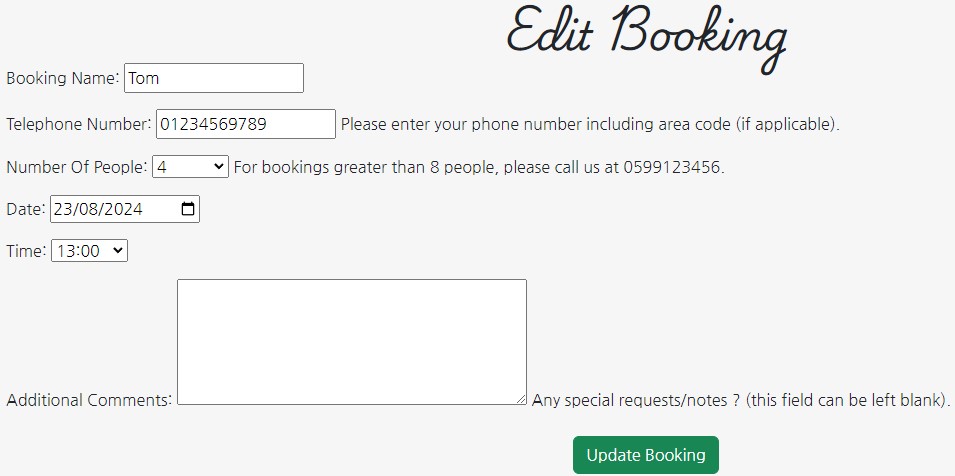 Edit Booking
Booking Name: Tom
Telephone Number: 01234569789 Please enter your phone number including area code (if applicable).
Number Of People: 4 For bookings greater than 8 people, please call us at 0599123456.
Date: 23/08/2024
Time: 13:00
Additional Comments: Any special requests/notes ? (this field can be left blank).
Update Booking